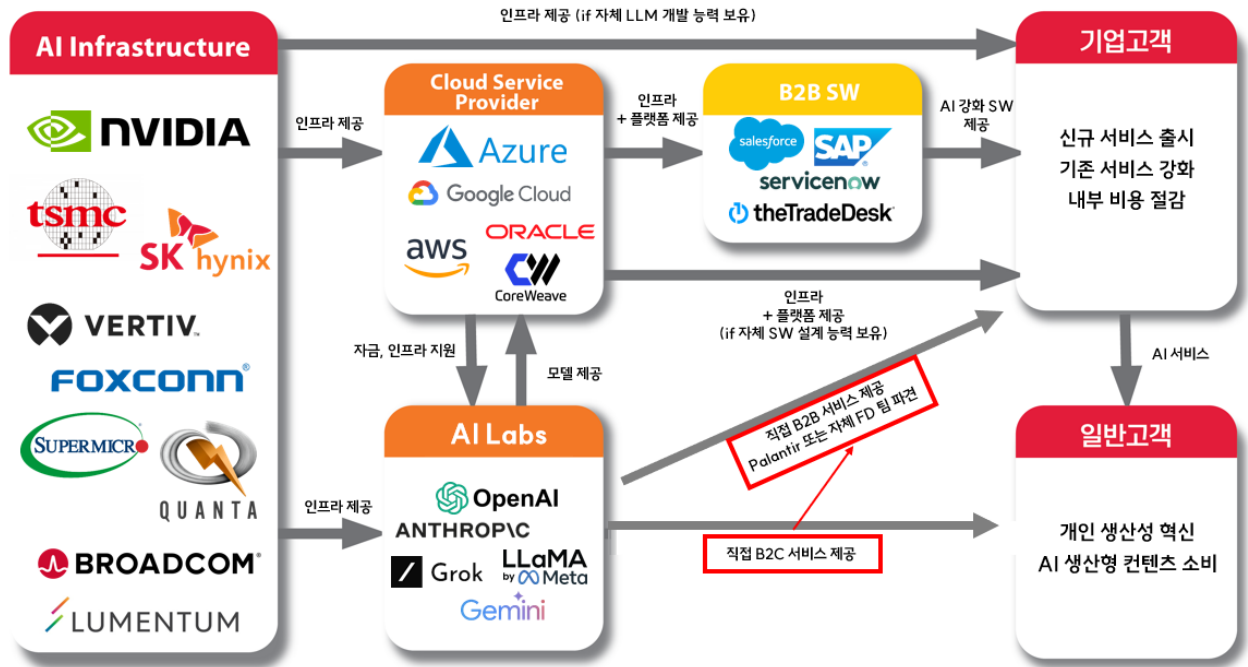 인프라 제공 (if 자체 LLM 개발 능력 보유)
AI Infrastructure
NVIDIA
tsmc
SK hynix
VERTIV™
FOXCONN®
SUPERMICRO
QUANTA
BROADCOM®
LUMENTUM
인프라 제공
인프라 제공
Cloud Service
Provider
Azure
Google Cloud
aws
ORACLE
CoreWeave
인프라
+ 플랫폼 제공
B2B SW
salesforce
SAP®
servicenow
theTradeDesk®
AI 강화 SW
제공
인프라
+ 플랫폼 제공
(if 자체 SW 설계 능력 보유)
자금, 인프라 지원
모델 제공
AI Labs
OpenAI
ANTHROP\C
Grok
LLaMA
by Meta
Gemini
직접 B2B 서비스 제공
Palantir 또는 자체 FD 팀 파견
직접 B2C 서비스 제공
기업고객
신규 서비스 출시
기존 서비스 강화
내부 비용 절감
AI 서비스
일반고객
개인 생산성 혁신
AI 생산형 컨텐츠 소비